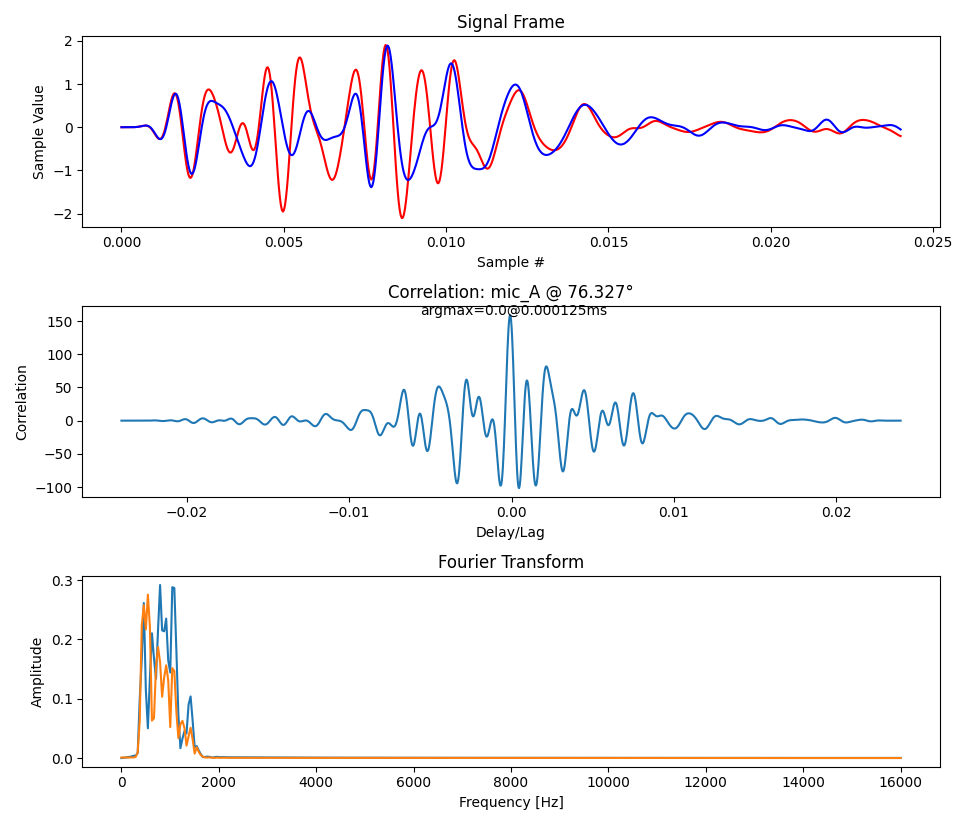 Signal Frame
2
1
0
−1
−2
Sample Value
0.000 0.005 0.010 0.015 0.020 0.025
Sample #
Correlation: mic_A @ 76.327°
argmax=0.0@0.000125ms
150
100
50
0
−50
−100
Correlation
−0.02 −0.01 0.00 0.01 0.02
Delay/Lag
Fourier Transform
0.3
0.2
0.1
0.0
Amplitude
0 2000 4000 6000 8000 10000 12000 14000 16000
Frequency [Hz]